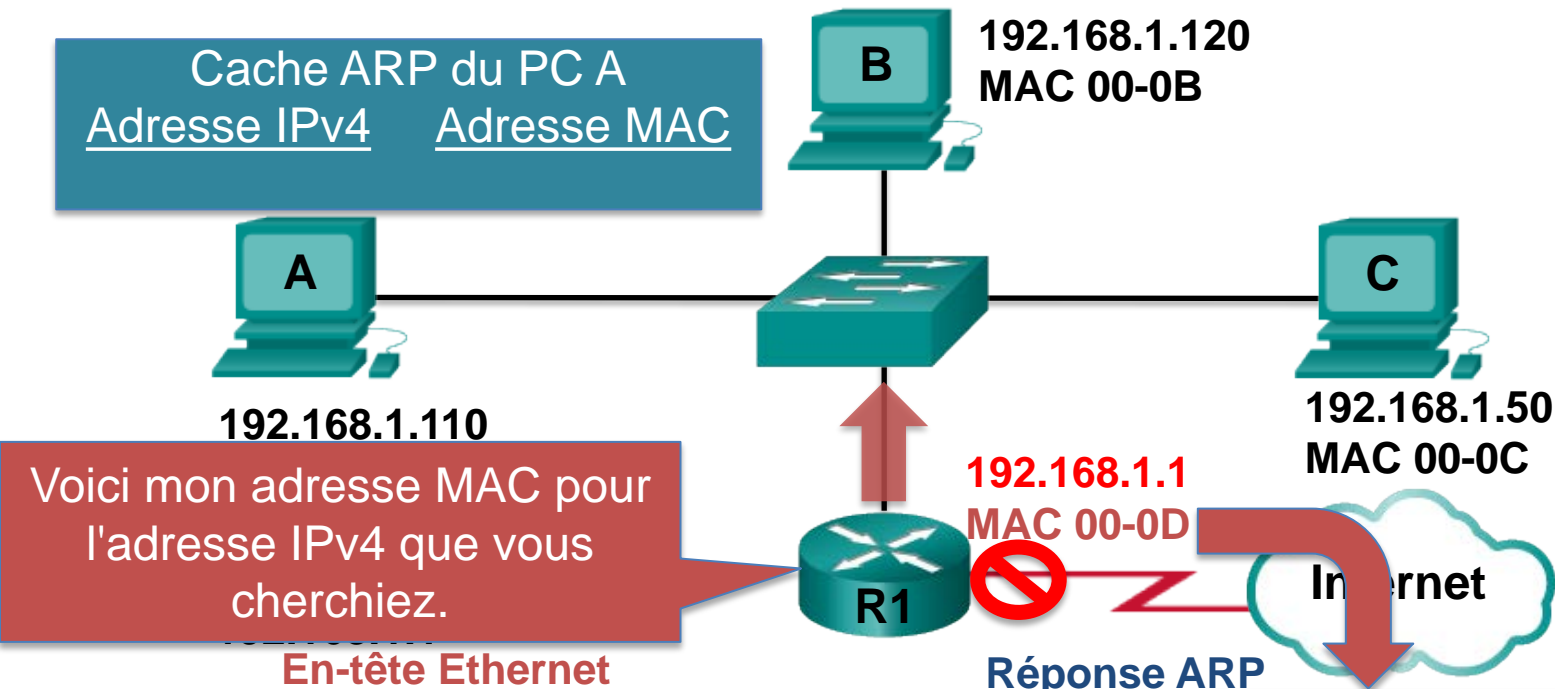 Cache ARP du PC A
Adresse IPv4 Adresse MAC
B
192.168.1.120
MAC 00-0B
A
C
192.168.1.110
192.168.1.50
MAC 00-0C
Voici mon adresse MAC pour
l'adresse IPv4 que vous
cherchiez.
192.168.1.1
MAC 00-0D
R1
Internet
En-tête Ethernet
Réponse ARP